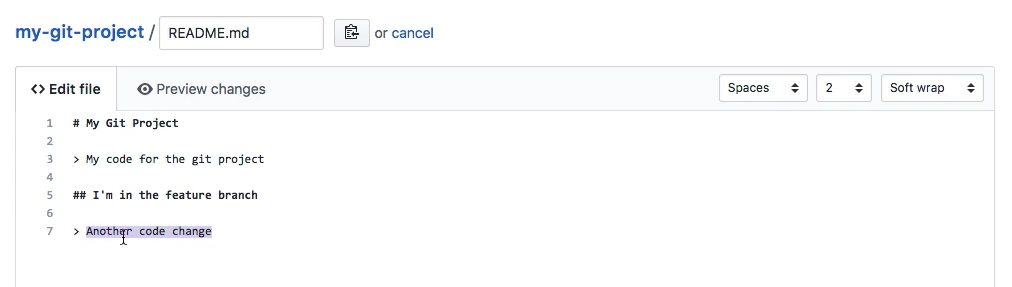 my-git-project / README.md or cancel
<> Edit file Preview changes Spaces 2 Soft wrap
1 # My Git Project
2
3 > My code for the git project
4
5 ## I'm in the feature branch
6
7 > Another code change